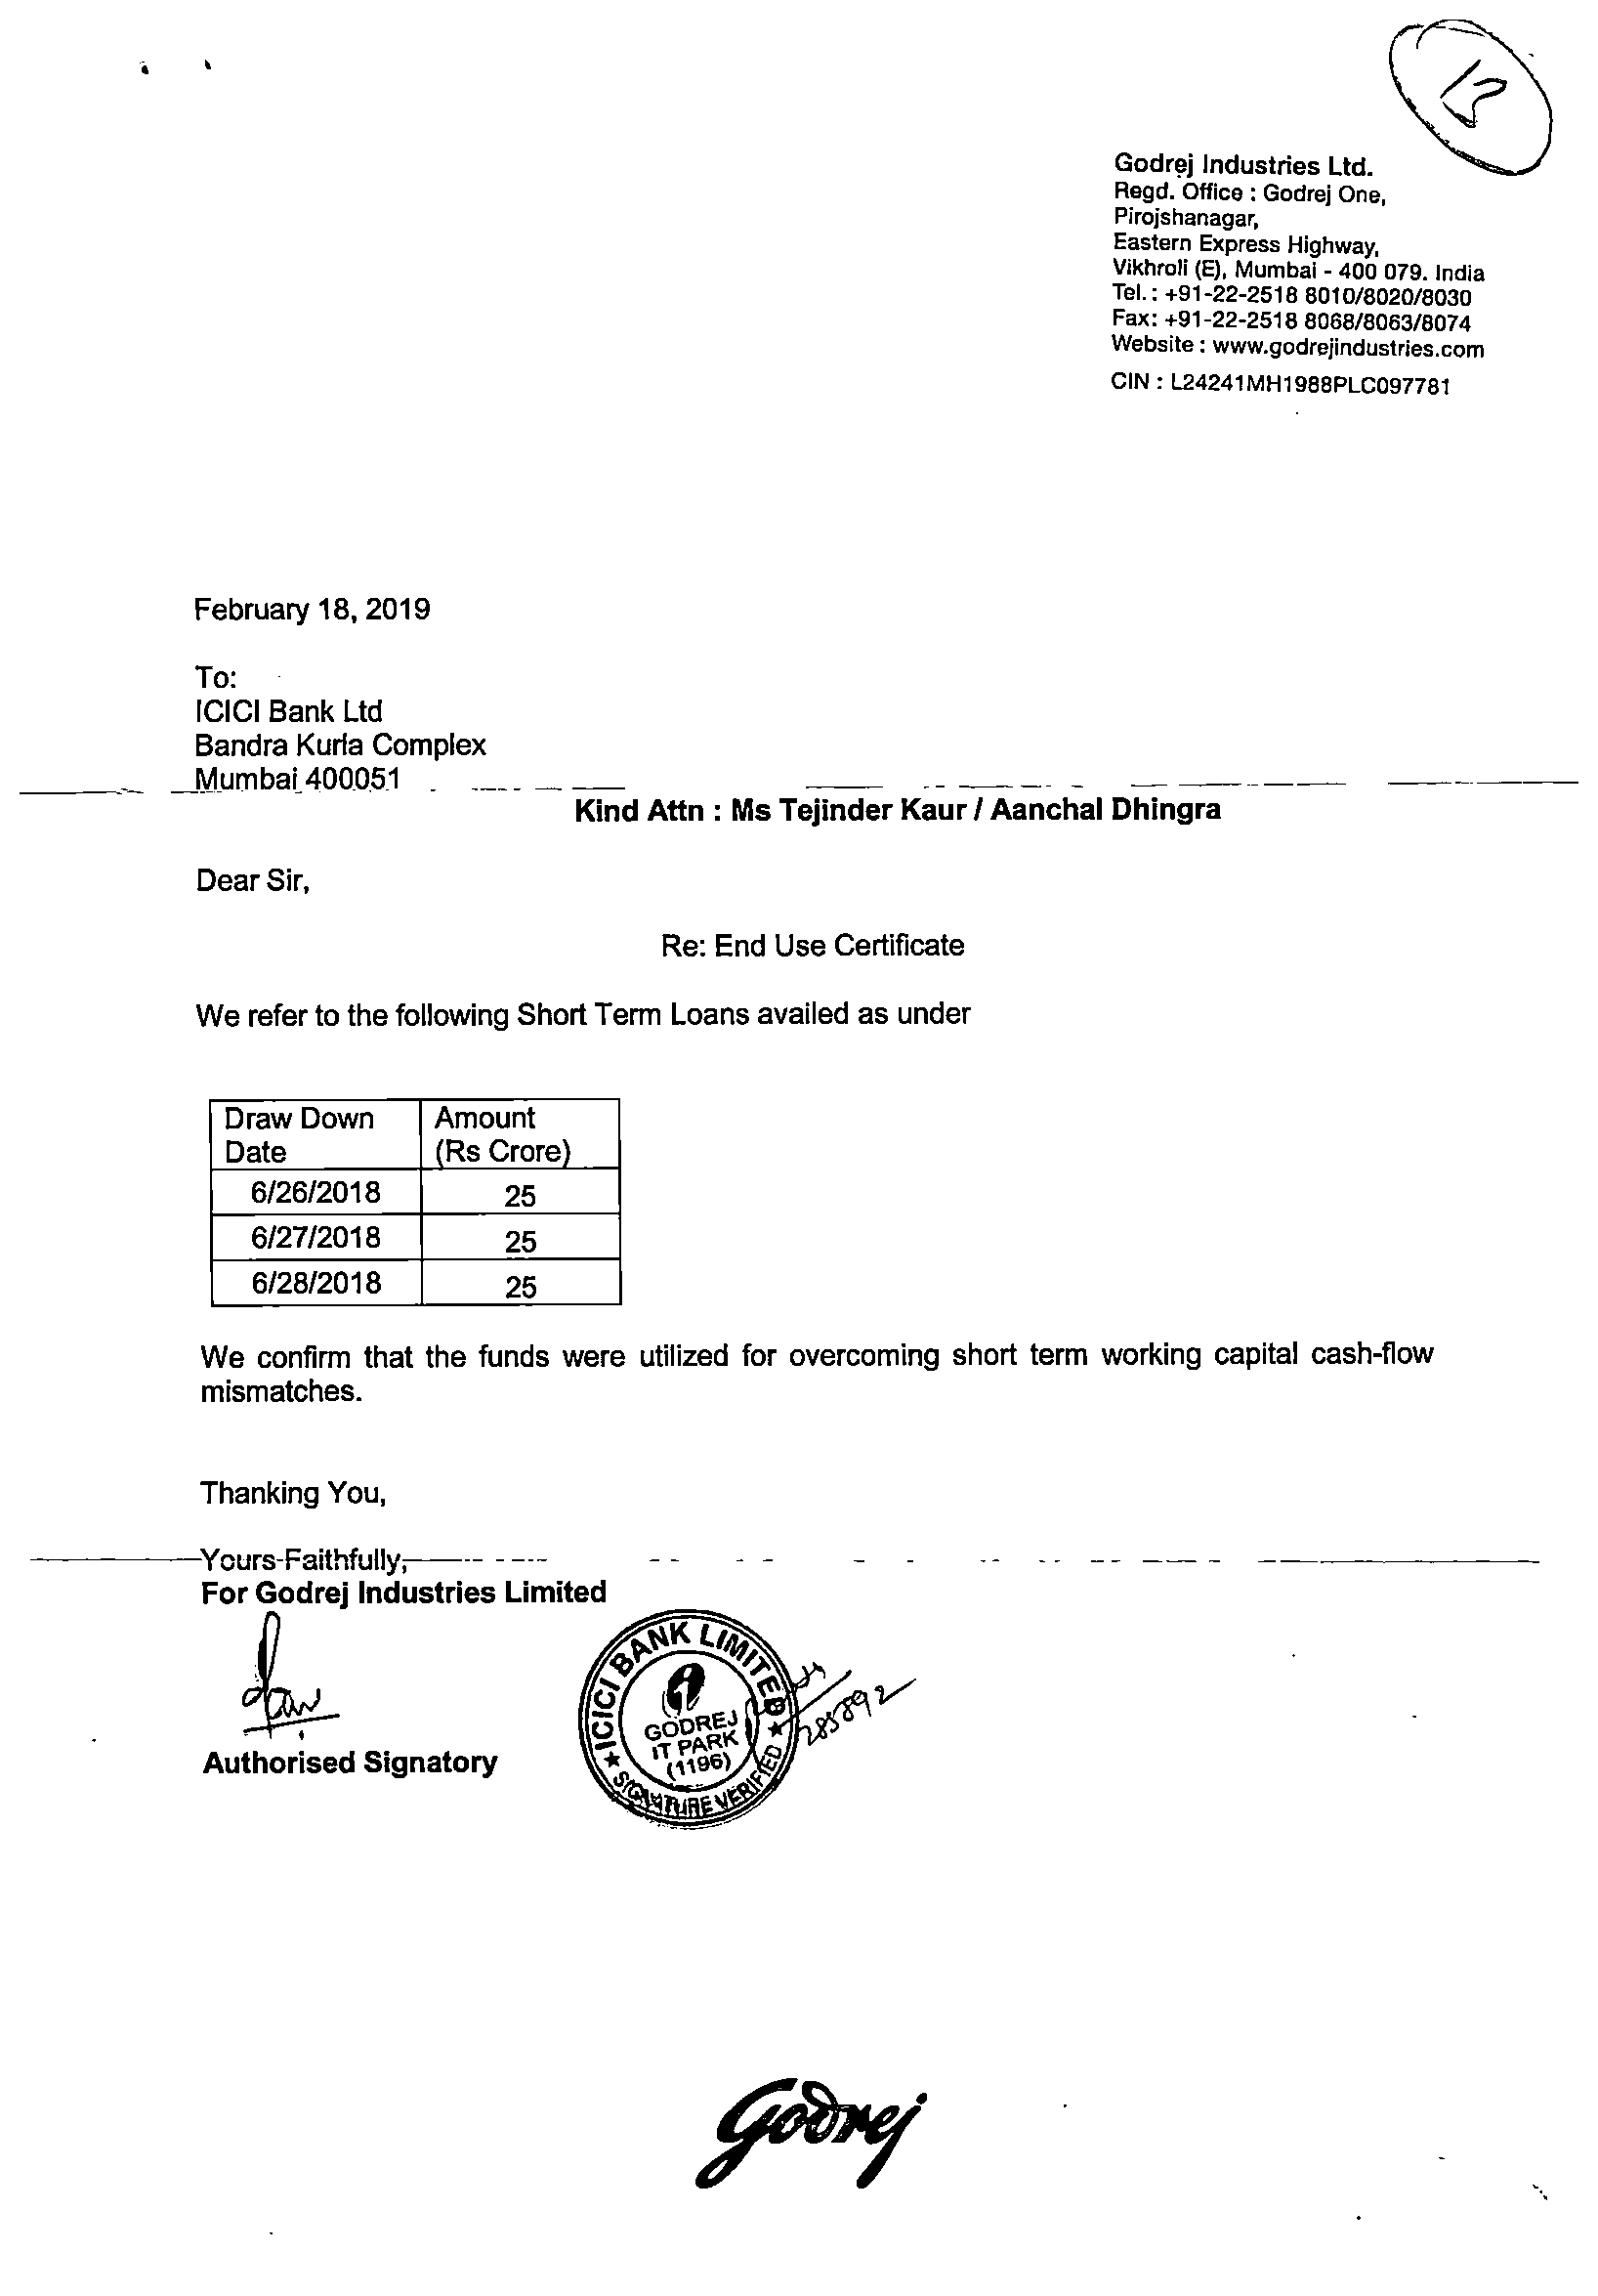 Godrej Industries Ltd.
Regd. Office : Godrej One,
Pirojshanagar,
Eastern Express Highway,
Vikhroli (E), Mumbai - 400 079. India
Tel. : +91-22-2518 8010/8020/8030
Fax: +91-22-2518 8068/8063/8074
Website : www.godrejindustries.com
CIN : L24241MH1988PLC097781
February 18, 2019
To:
ICICI Bank Ltd
Bandra Kurla Complex
Mumbai 400051
Kind Attn : Ms Tejinder Kaur / Aanchal Dhingra
Dear Sir,
Re: End Use Certificate
We refer to the following Short Term Loans availed as under
Draw Down Amount
Date (Rs Crore)
6/26/2018 25
6/27/2018 25
6/28/2018 25
We confirm that the funds were utilized for overcoming short term working capital cash-flow
mismatches.
Thanking You,
Yours Faithfully,
For Godrej Industries Limited
ICICI BANK LIMITED
GODREJ
IT PARK
(1196)
SIGNATURE VERIFIED
285892
Authorised Signatory
Godrej